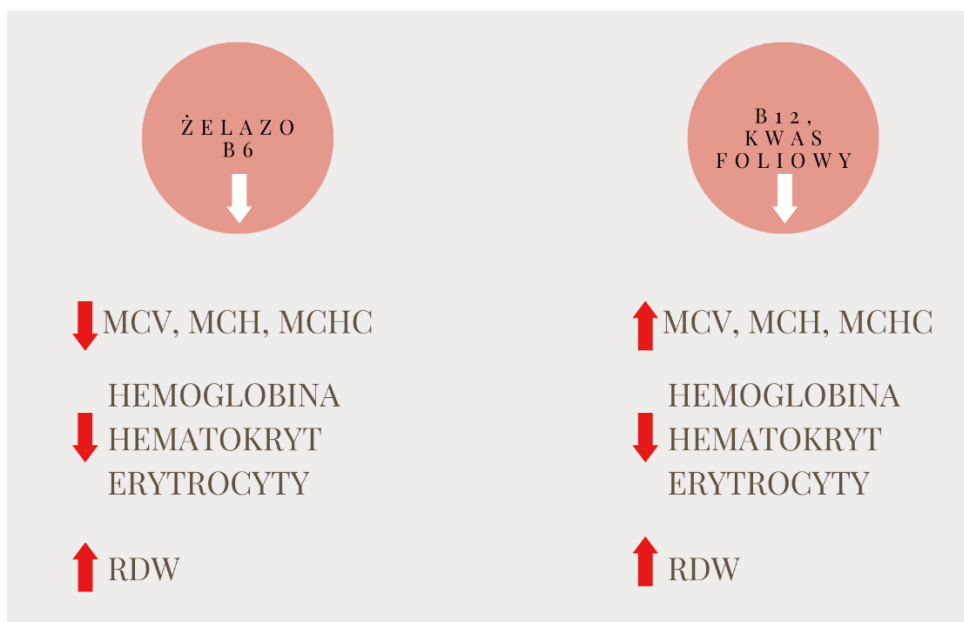 ŻELAZO
B6
MCV, MCH, MCHC
HEMOGLOBINA
HEMATOKRYT
ERYTROCYTY
RDW
B12,
KWAS
FOLIOWY
MCV, MCH, MCHC
HEMOGLOBINA
HEMATOKRYT
ERYTROCYTY
RDW